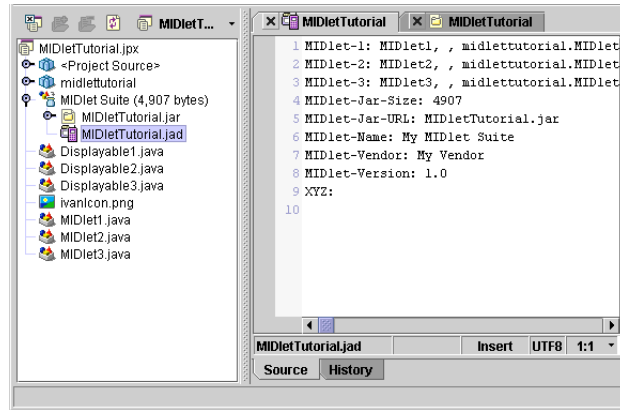 MIDletT...
MIDletTutorial.jpx
<Project Source>
midlettutorial
MIDlet Suite (4,907 bytes)
MIDletTutorial.jar
MIDletTutorial.jad
Displayable1.java
Displayable2.java
Displayable3.java
ivanIcon.png
MIDlet1.java
MIDlet2.java
MIDlet3.java
MIDletTutorial
MIDletTutorial
1 MIDlet-1: MIDlet1, , midlettutorial.MIDlet
2 MIDlet-2: MIDlet2, , midlettutorial.MIDlet
3 MIDlet-3: MIDlet3, , midlettutorial.MIDlet
4 MIDlet-Jar-Size: 4907
5 MIDlet-Jar-URL: MIDletTutorial.jar
6 MIDlet-Name: My MIDlet Suite
7 MIDlet-Vendor: My Vendor
8 MIDlet-Version: 1.0
9 XYZ:
10
MIDletTutorial.jad Insert UTF8 1:1
Source History